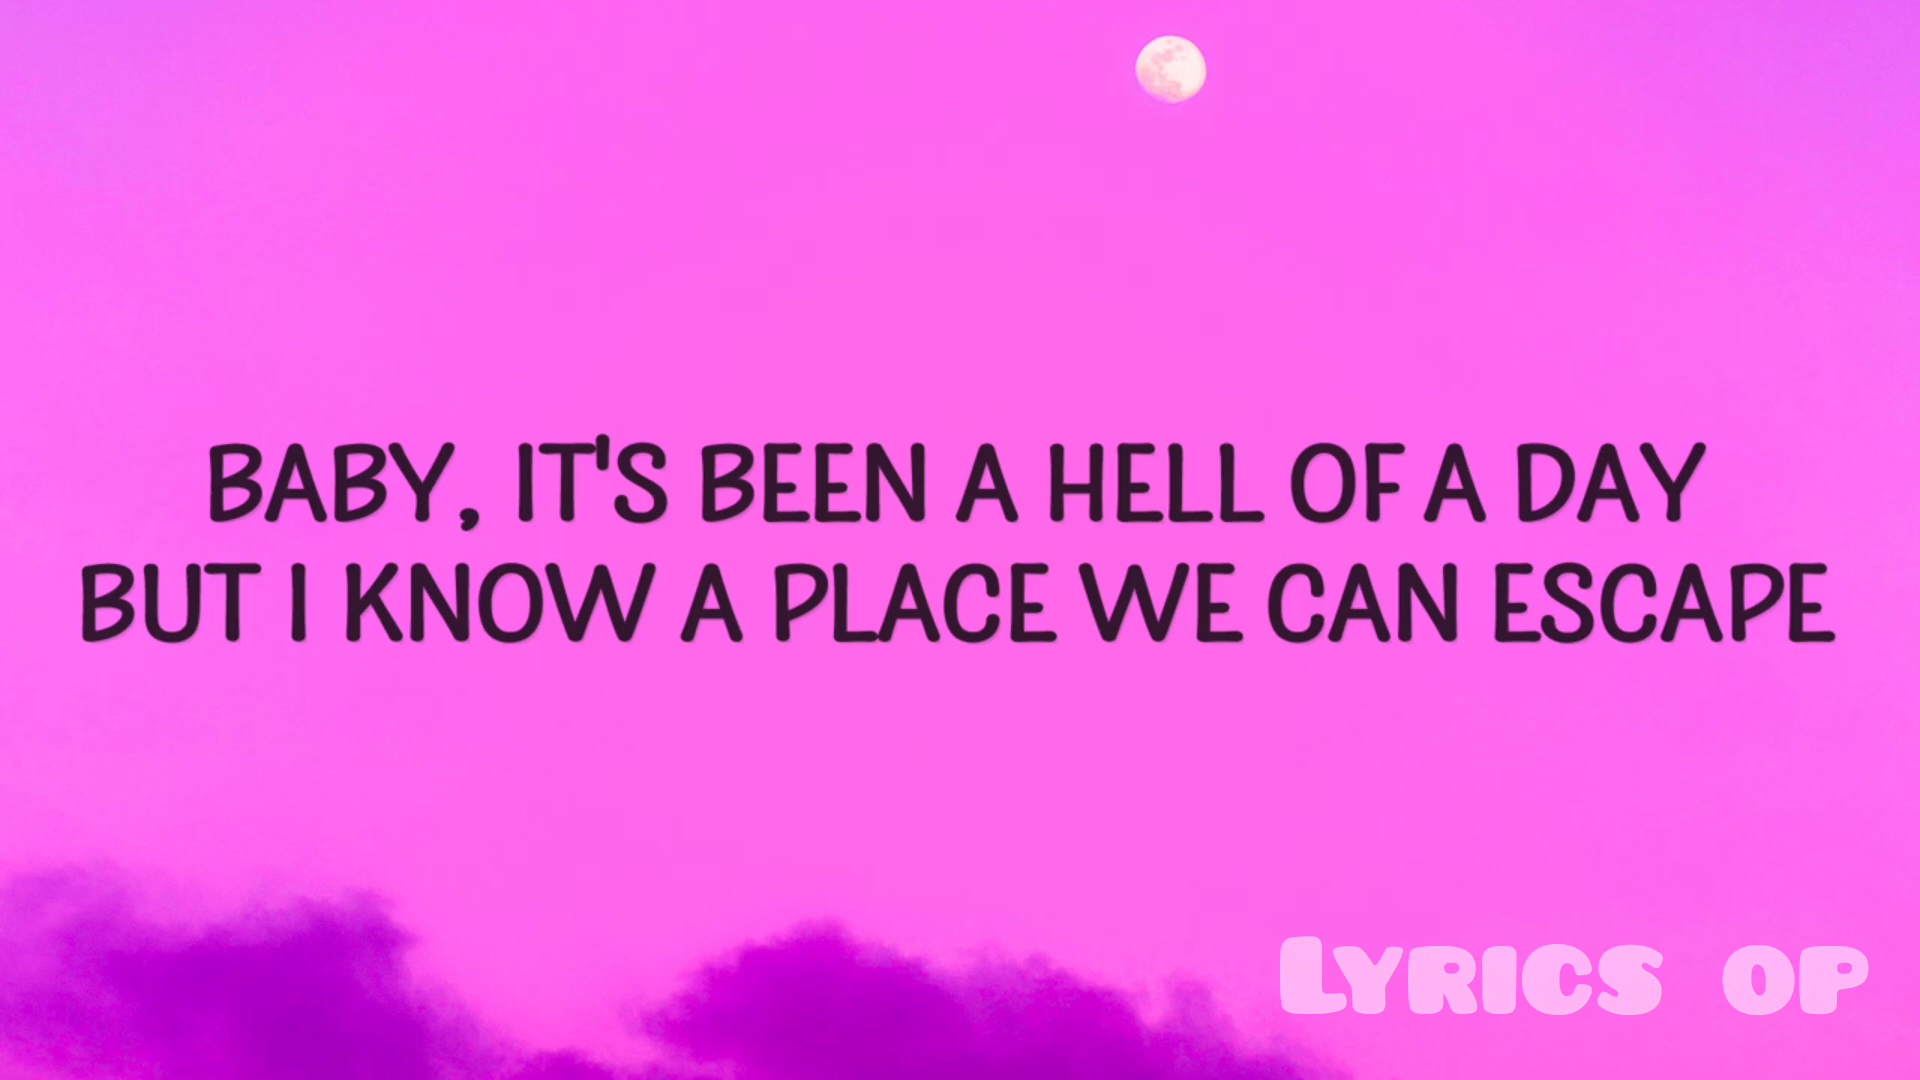 BABY, IT'S BEEN A HELL OF A DAY
BUT I KNOW A PLACE WE CAN ESCAPE
LYRICS OP